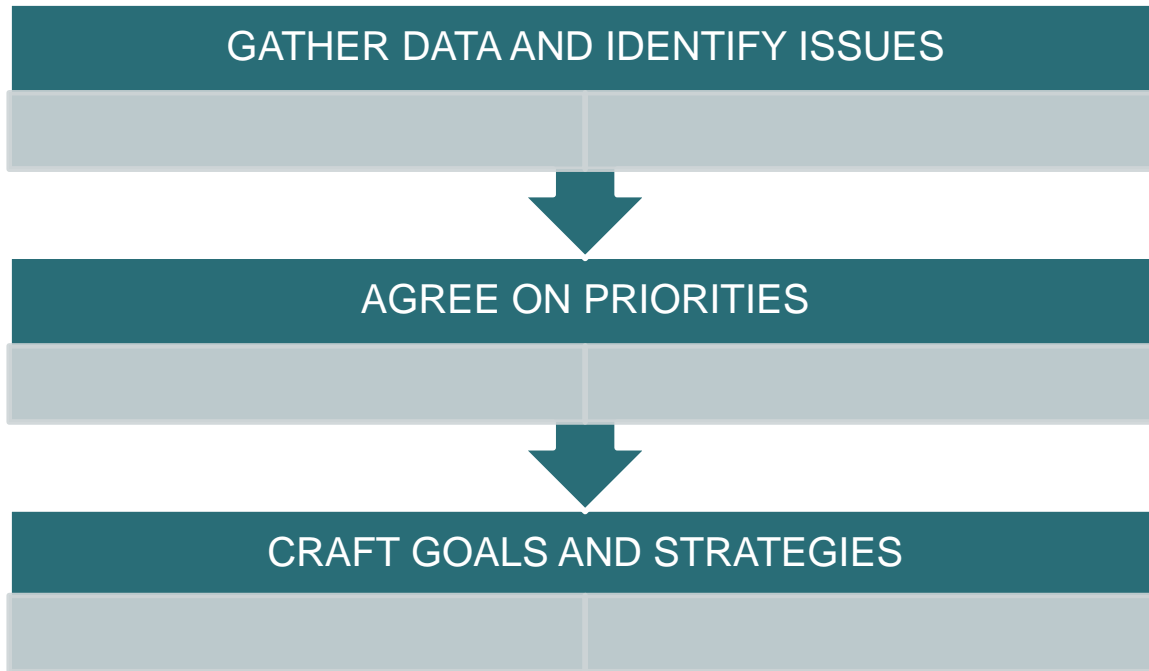 GATHER DATA AND IDENTIFY ISSUES
AGREE ON PRIORITIES
CRAFT GOALS AND STRATEGIES